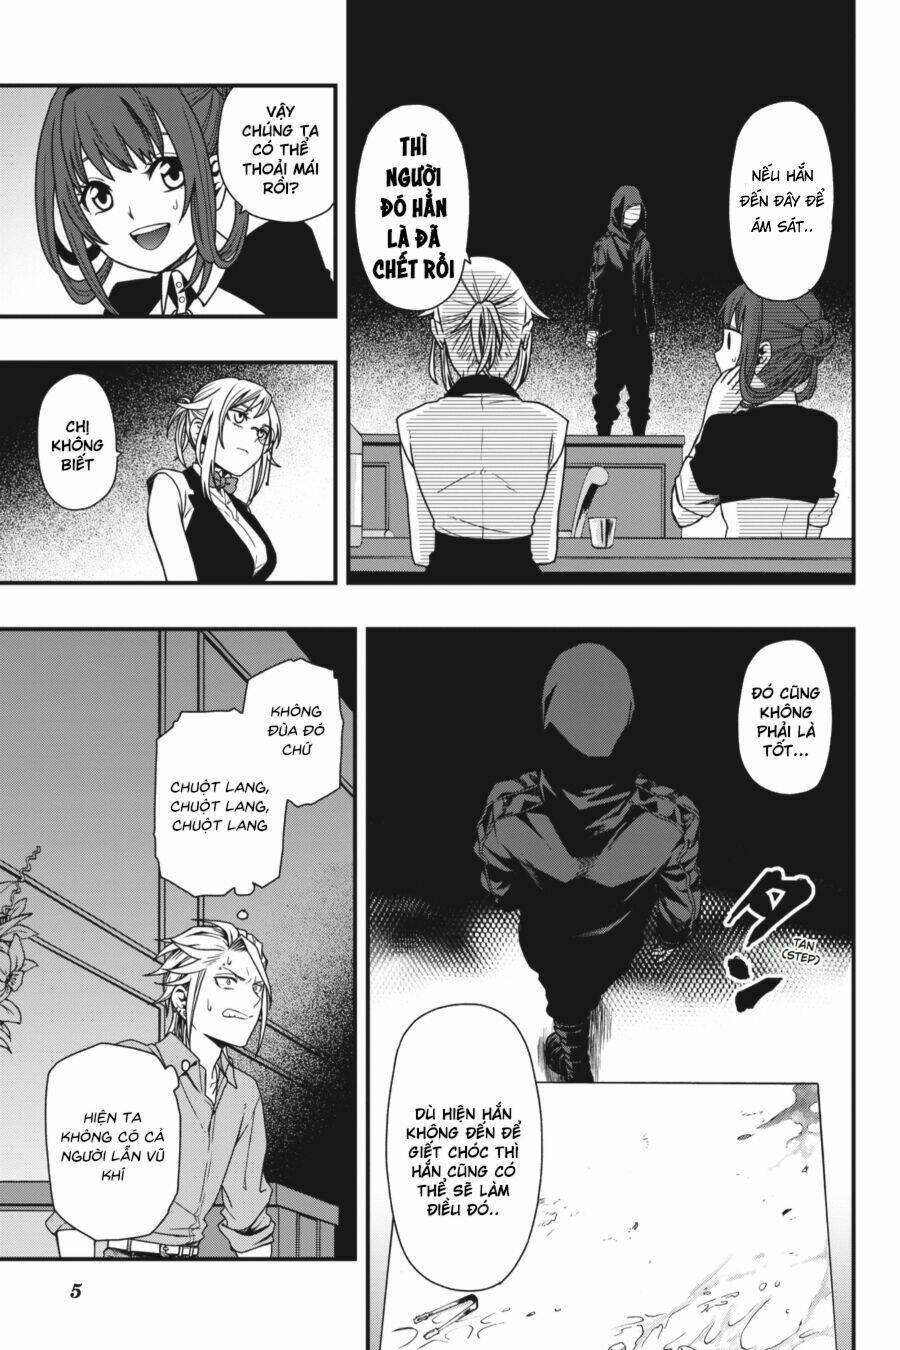 NẾU HẮN
ĐẾN ĐÂY ĐỂ
ÁM SÁT..
THÌ
NGƯỜI
ĐÓ HẲN
LÀ ĐÃ
CHẾT RỒI
VẬY
CHÚNG TA
CÓ THỂ
THOẢI MÁI
RỒI?
CHỊ
KHÔNG
BIẾT
ĐÓ CŨNG
KHÔNG
PHẢI LÀ
TỐT...
タン
TAN
(STEP)
DÙ HIỆN HẮN
KHÔNG ĐẾN ĐỂ
GIẾT CHÓC THÌ
HẮN CŨNG CÓ
THỂ SẼ LÀM
ĐIỀU ĐÓ..
KHÔNG
ĐÙA ĐÓ
CHỨ
CHUỘT LANG,
CHUỘT LANG,
CHUỘT LANG
HIỆN TA
KHÔNG CÓ CẢ
NGƯỜI LẪN VŨ
KHÍ
5